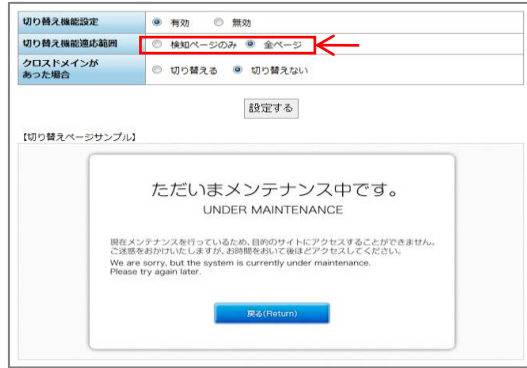 切り替え機能設定 有効 無効
切り替え機能適応範囲 検知ページのみ 全ページ
クロスドメインが
あった場合 切り替える 切り替えない
設定する
【切り替えページサンプル】
ただいまメンテナンス中です。
UNDER MAINTENANCE
現在メンテナンスを行っているため、目的のサイトにアクセスすることができません。
ご迷惑をおかけいたしますが、お時間をおいて後ほどアクセスしてください。
We are sorry, but the system is currently under maintenance.
Please try again later.
戻る(Return)